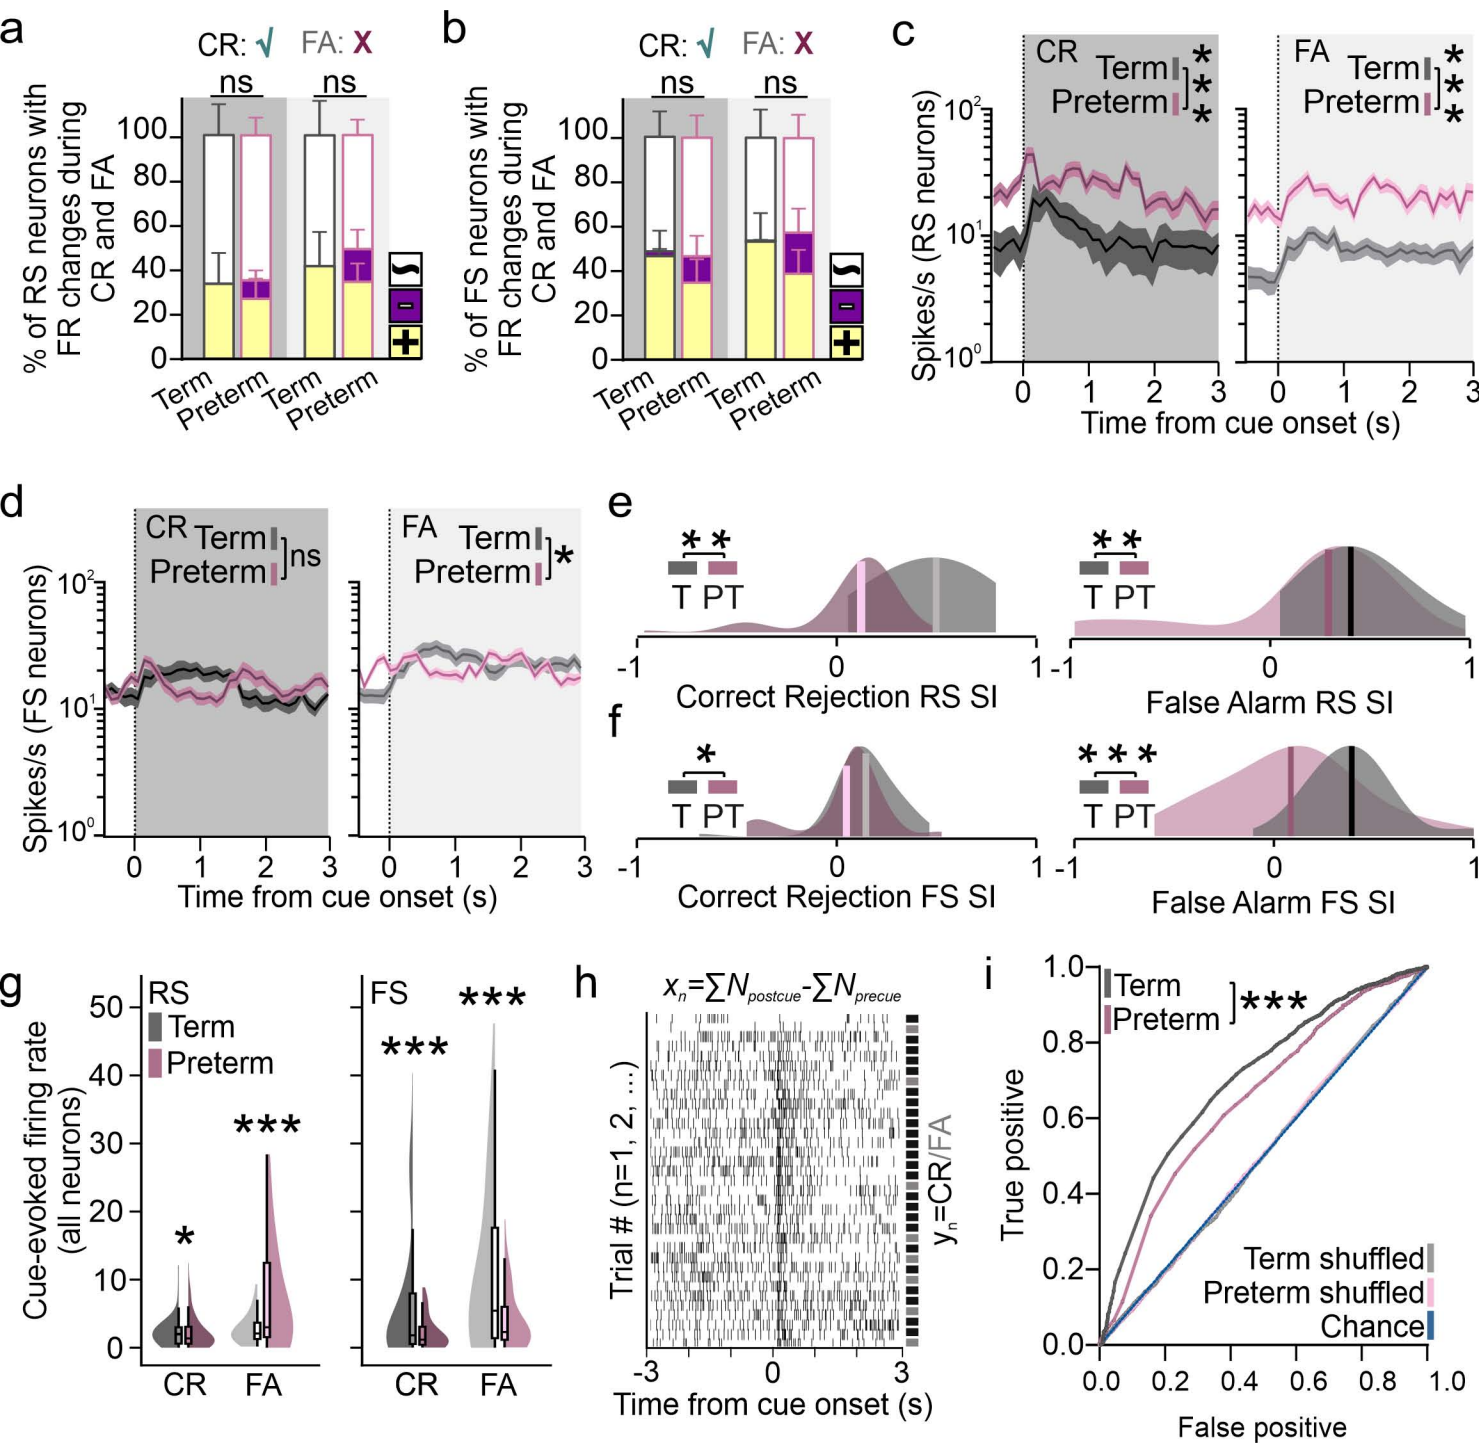 a
CR: √
FA: X
ns
ns
% of RS neurons with
FR changes during
CR and FA
100
80
60
40
20
0
Term
Preterm
Term
Preterm
~
-
+
b
CR: √
FA: X
ns
ns
% of FS neurons with
FR changes during
CR and FA
100
80
60
40
20
0
Term
Preterm
Term
Preterm
~
-
+
c
CR
Term
Preterm
***
FA
Term
Preterm
***
Spikes/s (RS neurons)
10²
10¹
10⁰
0 1 2 3
0 1 2 3
Time from cue onset (s)
d
CR
Term
Preterm
ns
FA
Term
Preterm
*
Spikes/s (FS neurons)
10²
10¹
10⁰
0 1 2 3
0 1 2 3
Time from cue onset (s)
e
**
T PT
-1 0 1
Correct Rejection RS SI
**
T PT
-1 0 1
False Alarm RS SI
f
*
T PT
-1 0 1
Correct Rejection FS SI
***
T PT
-1 0 1
False Alarm FS SI
g
RS
Term
Preterm
*
***
FS
***
***
Cue-evoked firing rate
(all neurons)
50
40
30
20
10
0
CR FA
CR FA
h
xₙ=∑Npostcue-∑Nprecue
Trial # (n=1, 2, ...)
yₙ=CR/FA
-3 0 3
Time from cue onset (s)
i
Term
Preterm
***
True positive
1.0
0.8
0.6
0.4
0.2
0.0
Term shuffled
Preterm shuffled
Chance
0.0 0.2 0.4 0.6 0.8 1.0
False positive